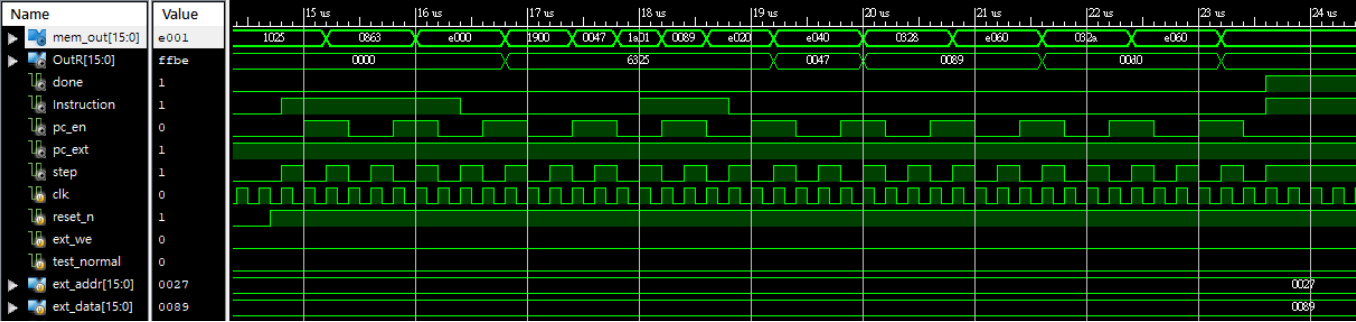 Name Value 15 us 16 us 17 us 18 us 19 us 20 us 21 us 22 us 23 us 24 us
mem_out[15:0] e001 1025 0863 e000 1900 0047 1e01 0089 e020 e040 0328 e060 032a e060
OutR[15:0] ffbe 0000 6325 0047 0089 00d0
done 1
Instruction 1
pc_en 0
pc_ext 1
step 1
clk 0
reset_n 1
ext_we 0
test_normal 0
ext_addr[15:0] 0027 0027
ext_data[15:0] 0089 0089